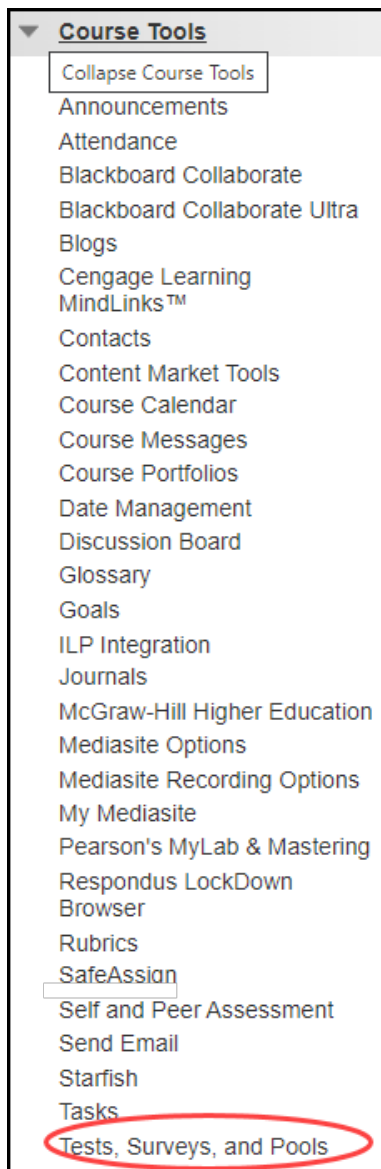 Course Tools
Collapse Course Tools
Announcements
Attendance
Blackboard Collaborate
Blackboard Collaborate Ultra
Blogs
Cengage Learning
MindLinks™
Contacts
Content Market Tools
Course Calendar
Course Messages
Course Portfolios
Date Management
Discussion Board
Glossary
Goals
ILP Integration
Journals
McGraw-Hill Higher Education
Mediasite Options
Mediasite Recording Options
My Mediasite
Pearson's MyLab & Mastering
Respondus LockDown
Browser
Rubrics
SafeAssign
Self and Peer Assessment
Send Email
Starfish
Tasks
Tests, Surveys, and Pools